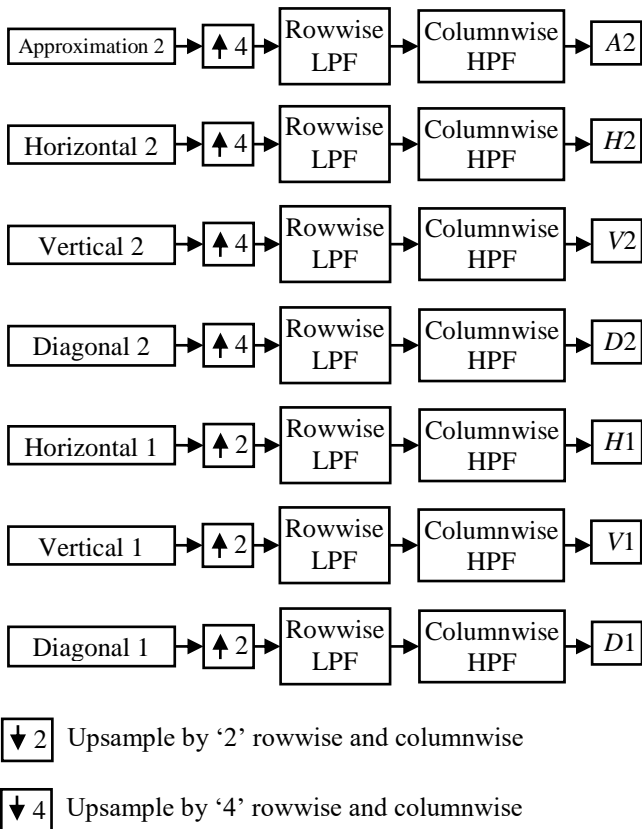 Approximation 2 ↑ 4 Rowwise LPF Columnwise HPF A2
Horizontal 2 ↑ 4 Rowwise LPF Columnwise HPF H2
Vertical 2 ↑ 4 Rowwise LPF Columnwise HPF V2
Diagonal 2 ↑ 4 Rowwise LPF Columnwise HPF D2
Horizontal 1 ↑ 2 Rowwise LPF Columnwise HPF H1
Vertical 1 ↑ 2 Rowwise LPF Columnwise HPF V1
Diagonal 1 ↑ 2 Rowwise LPF Columnwise HPF D1
↓ 2 Upsample by ‘2’ rowwise and columnwise
↓ 4 Upsample by ‘4’ rowwise and columnwise